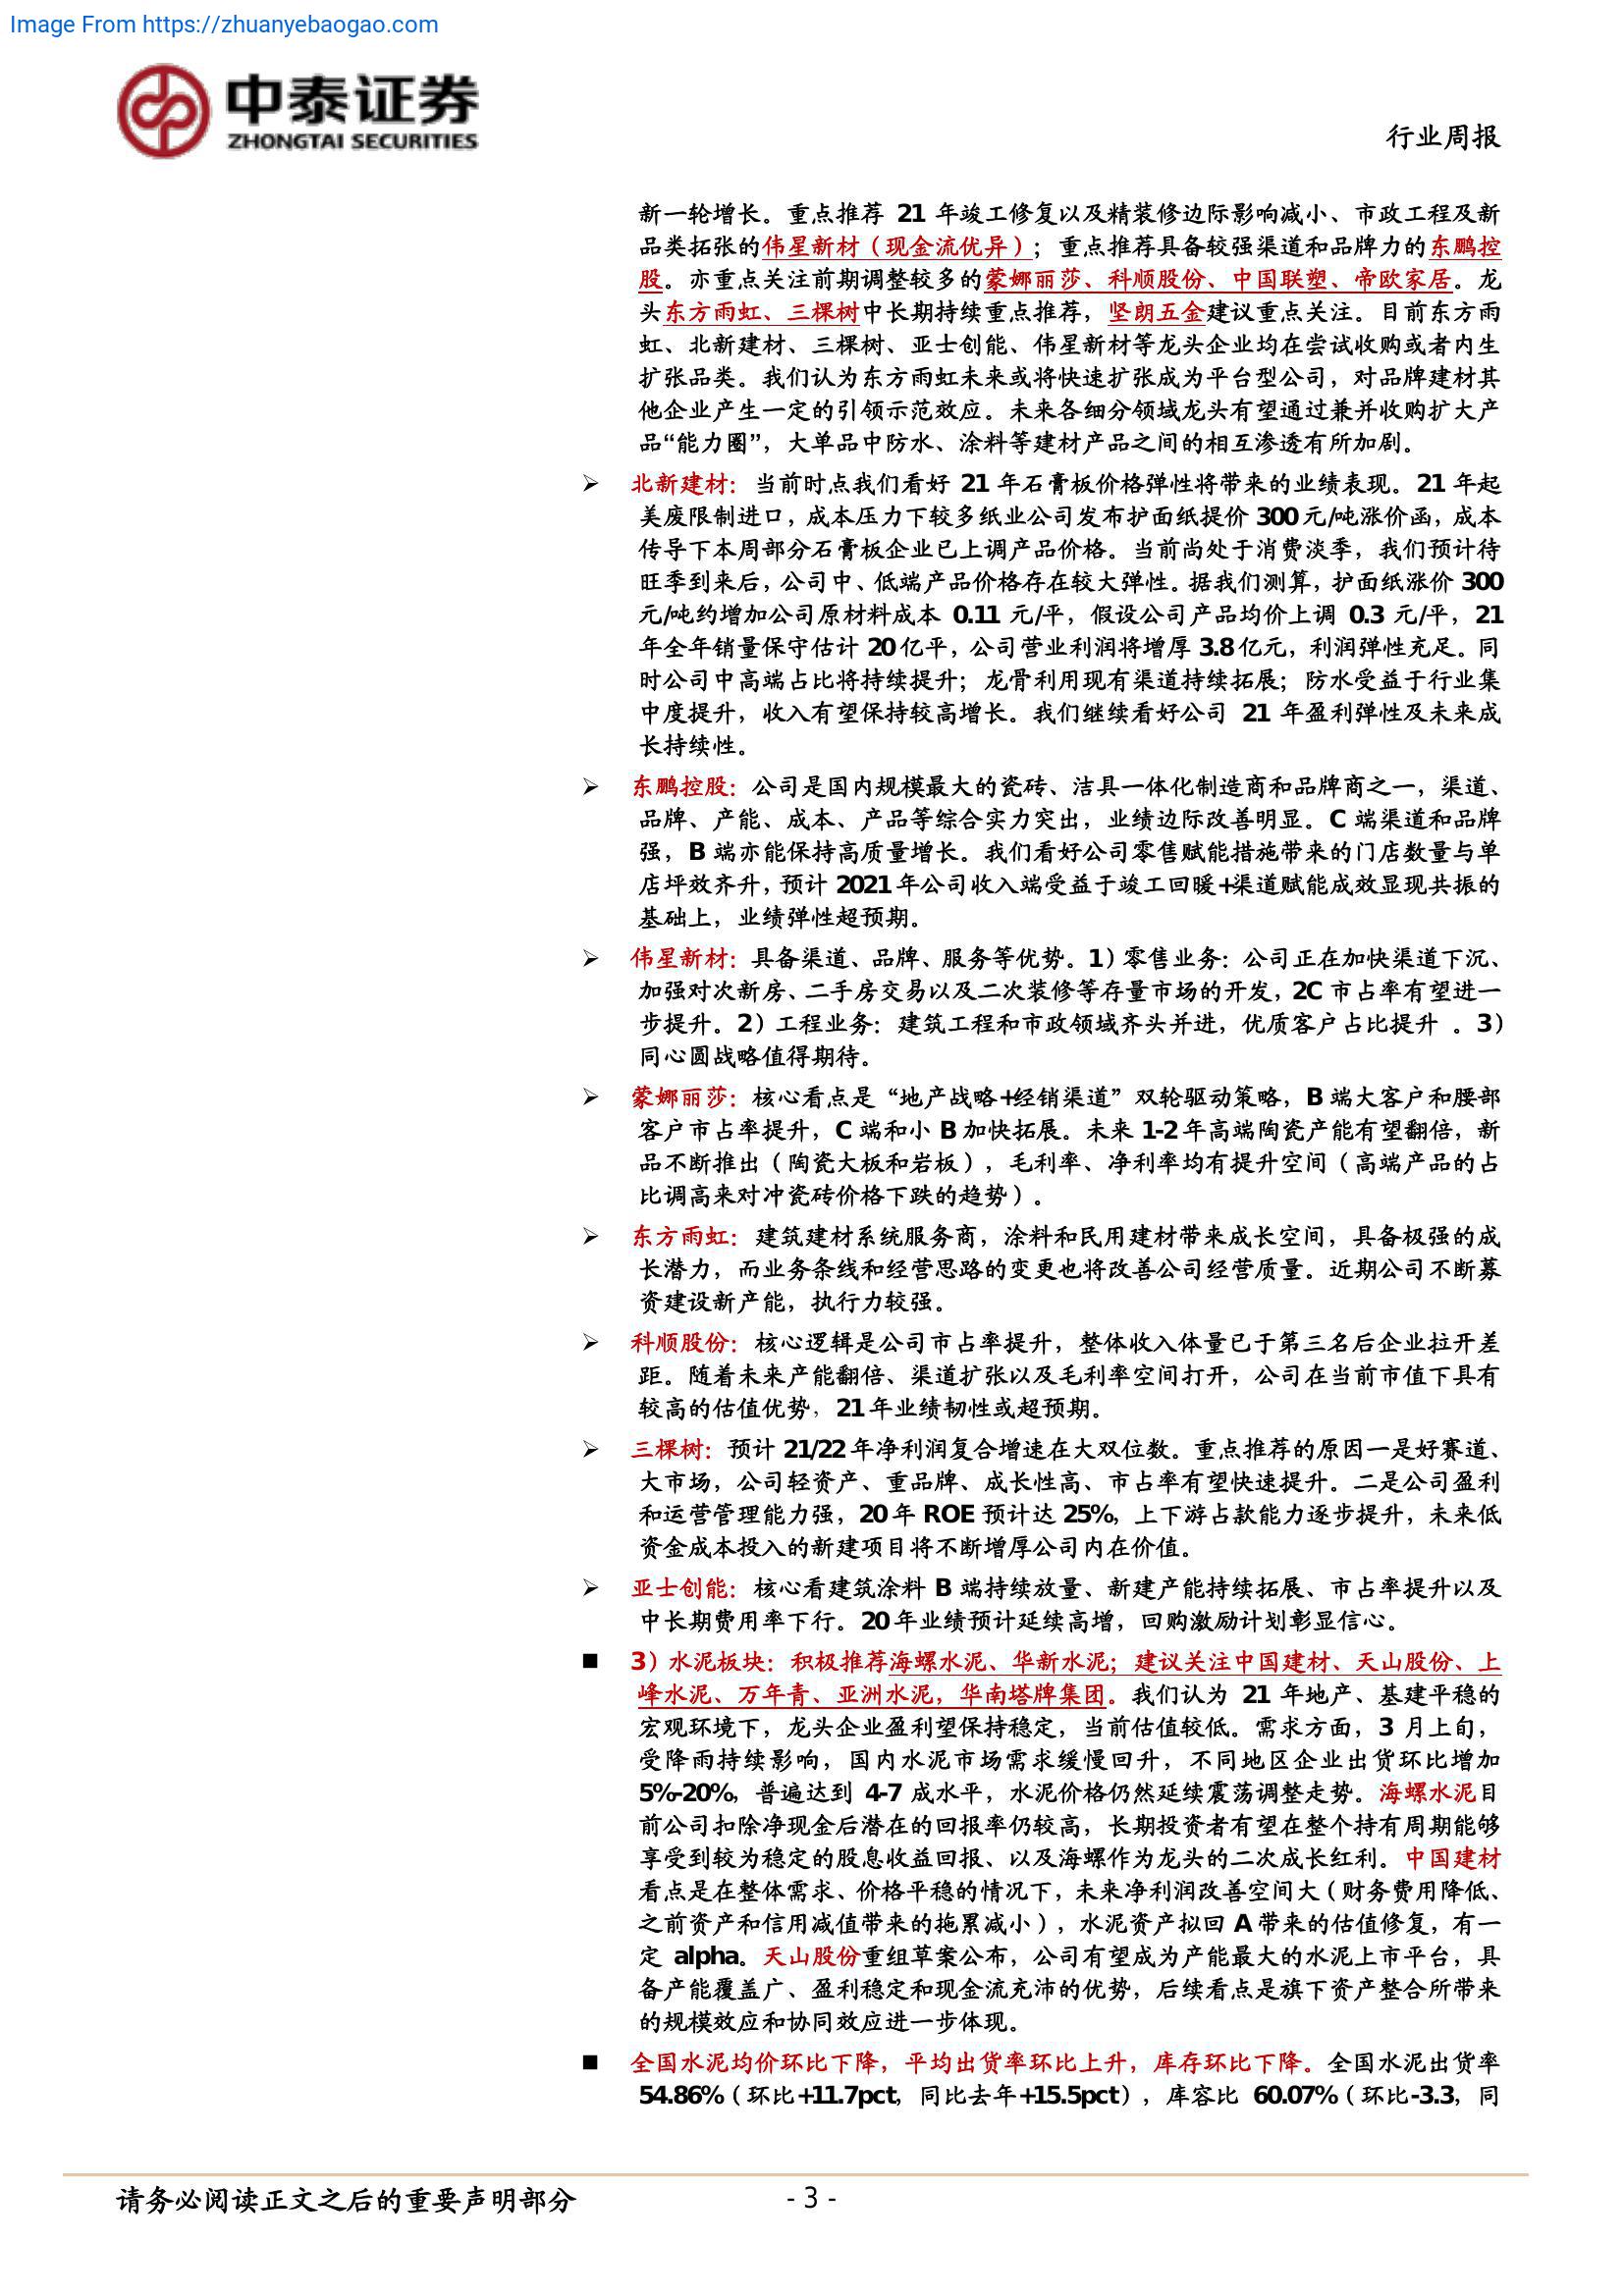 Image From https://zhuanyebaogao.com
中泰证券
ZHONGTAI SECURITIES
行业周报
新一轮增长。重点推荐 21 年竣工修复以及精装修边际影响减小、市政工程及新
品类拓张的伟星新材（现金流优异）；重点推荐具备较强渠道和品牌力的东鹏控
股。亦重点关注前期调整较多的蒙娜丽莎、科顺股份、中国联塑、帝欧家居。龙
头东方雨虹、三棵树中长期持续重点推荐，坚朗五金建议重点关注。目前东方雨
虹、北新建材、三棵树、亚士创能、伟星新材等龙头企业均在尝试收购或者内生
扩张品类。我们认为东方雨虹未来或将快速扩张成为平台型公司，对品牌建材其
他企业产生一定的引领示范效应。未来各细分领域龙头有望通过兼并收购扩大产
品“能力圈”，大单品中防水、涂料等建材产品之间的相互渗透有所加剧。
➢ 北新建材：当前时点我们看好 21 年石膏板价格弹性将带来的业绩表现。21 年起
美废限制进口，成本压力下较多纸业公司发布护面纸提价 300 元/吨涨价函，成本
传导下本周部分石膏板企业已上调产品价格。当前尚处于消费淡季，我们预计待
旺季到来后，公司中、低端产品价格存在较大弹性。据我们测算，护面纸涨价 300
元/吨约增加公司原材料成本 0.11 元/平，假设公司产品均价上调 0.3 元/平，21
年全年销量保守估计 20 亿平，公司营业利润将增厚 3.8 亿元，利润弹性充足。同
时公司中高端占比将持续提升；龙骨利用现有渠道持续拓展；防水受益于行业集
中度提升，收入有望保持较高增长。我们继续看好公司 21 年盈利弹性及未来成
长持续性。
➢ 东鹏控股：公司是国内规模最大的瓷砖、洁具一体化制造商和品牌商之一，渠道、
品牌、产能、成本、产品等综合实力突出，业绩边际改善明显。C 端渠道和品牌
强，B 端亦能保持高质量增长。我们看好公司零售赋能措施带来的门店数量与单
店坪效齐升，预计 2021 年公司收入端受益于竣工回暖+渠道赋能成效显现共振的
基础上，业绩弹性超预期。
➢ 伟星新材：具备渠道、品牌、服务等优势。1）零售业务：公司正在加快渠道下沉、
加强对次新房、二手房交易以及二次装修等存量市场的开发，2C 市占率有望进一
步提升。2）工程业务：建筑工程和市政领域齐头并进，优质客户占比提升 。3）
同心圆战略值得期待。
➢ 蒙娜丽莎：核心看点是“地产战略+经销渠道”双轮驱动策略，B 端大客户和腰部
客户市占率提升，C 端和小 B 加快拓展。未来 1-2 年高端陶瓷产能有望翻倍，新
品不断推出（陶瓷大板和岩板），毛利率、净利率均有提升空间（高端产品的占
比调高来对冲瓷砖价格下跌的趋势）。
➢ 东方雨虹：建筑建材系统服务商，涂料和民用建材带来成长空间，具备极强的成
长潜力，而业务条线和经营思路的变更也将改善公司经营质量。近期公司不断募
资建设新产能，执行力较强。
➢ 科顺股份：核心逻辑是公司市占率提升，整体收入体量已于第三名后企业拉开差
距。随着未来产能翻倍、渠道扩张以及毛利率空间打开，公司在当前市值下具有
较高的估值优势，21 年业绩韧性或超预期。
➢ 三棵树：预计 21/22 年净利润复合增速在大双位数。重点推荐的原因一是好赛道、
大市场，公司轻资产、重品牌、成长性高、市占率有望快速提升。二是公司盈利
和运营管理能力强，20 年 ROE 预计达 25%，上下游占款能力逐步提升，未来低
资金成本投入的新建项目将不断增厚公司内在价值。
➢ 亚士创能：核心看建筑涂料 B 端持续放量、新建产能持续拓展、市占率提升以及
中长期费用率下行。20 年业绩预计延续高增，回购激励计划彰显信心。
■ 3）水泥板块：积极推荐海螺水泥、华新水泥；建议关注中国建材、天山股份、上
峰水泥、万年青、亚洲水泥，华南塔牌集团。我们认为 21 年地产、基建平稳的
宏观环境下，龙头企业盈利望保持稳定，当前估值较低。需求方面，3 月上旬，
受降雨持续影响，国内水泥市场需求缓慢回升，不同地区企业出货环比增加
5%-20%，普遍达到 4-7 成水平，水泥价格仍然延续震荡调整走势。海螺水泥目
前公司扣除净现金后潜在的回报率仍较高，长期投资者有望在整个持有周期能够
享受到较为稳定的股息收益回报、以及海螺作为龙头的二次成长红利。中国建材
看点是在整体需求、价格平稳的情况下，未来净利润改善空间大（财务费用降低、
之前资产和信用减值带来的拖累减小），水泥资产拟回 A 带来的估值修复，有一
定 alpha。天山股份重组草案公布，公司有望成为产能最大的水泥上市平台，具
备产能覆盖广、盈利稳定和现金流充沛的优势，后续看点是旗下资产整合所带来
的规模效应和协同效应进一步体现。
■ 全国水泥均价环比下降，平均出货率环比上升，库存环比下降。全国水泥出货率
54.86%（环比+11.7pct，同比去年+15.5pct），库容比 60.07%（环比-3.3，同
请务必阅读正文之后的重要声明部分
- 3 -